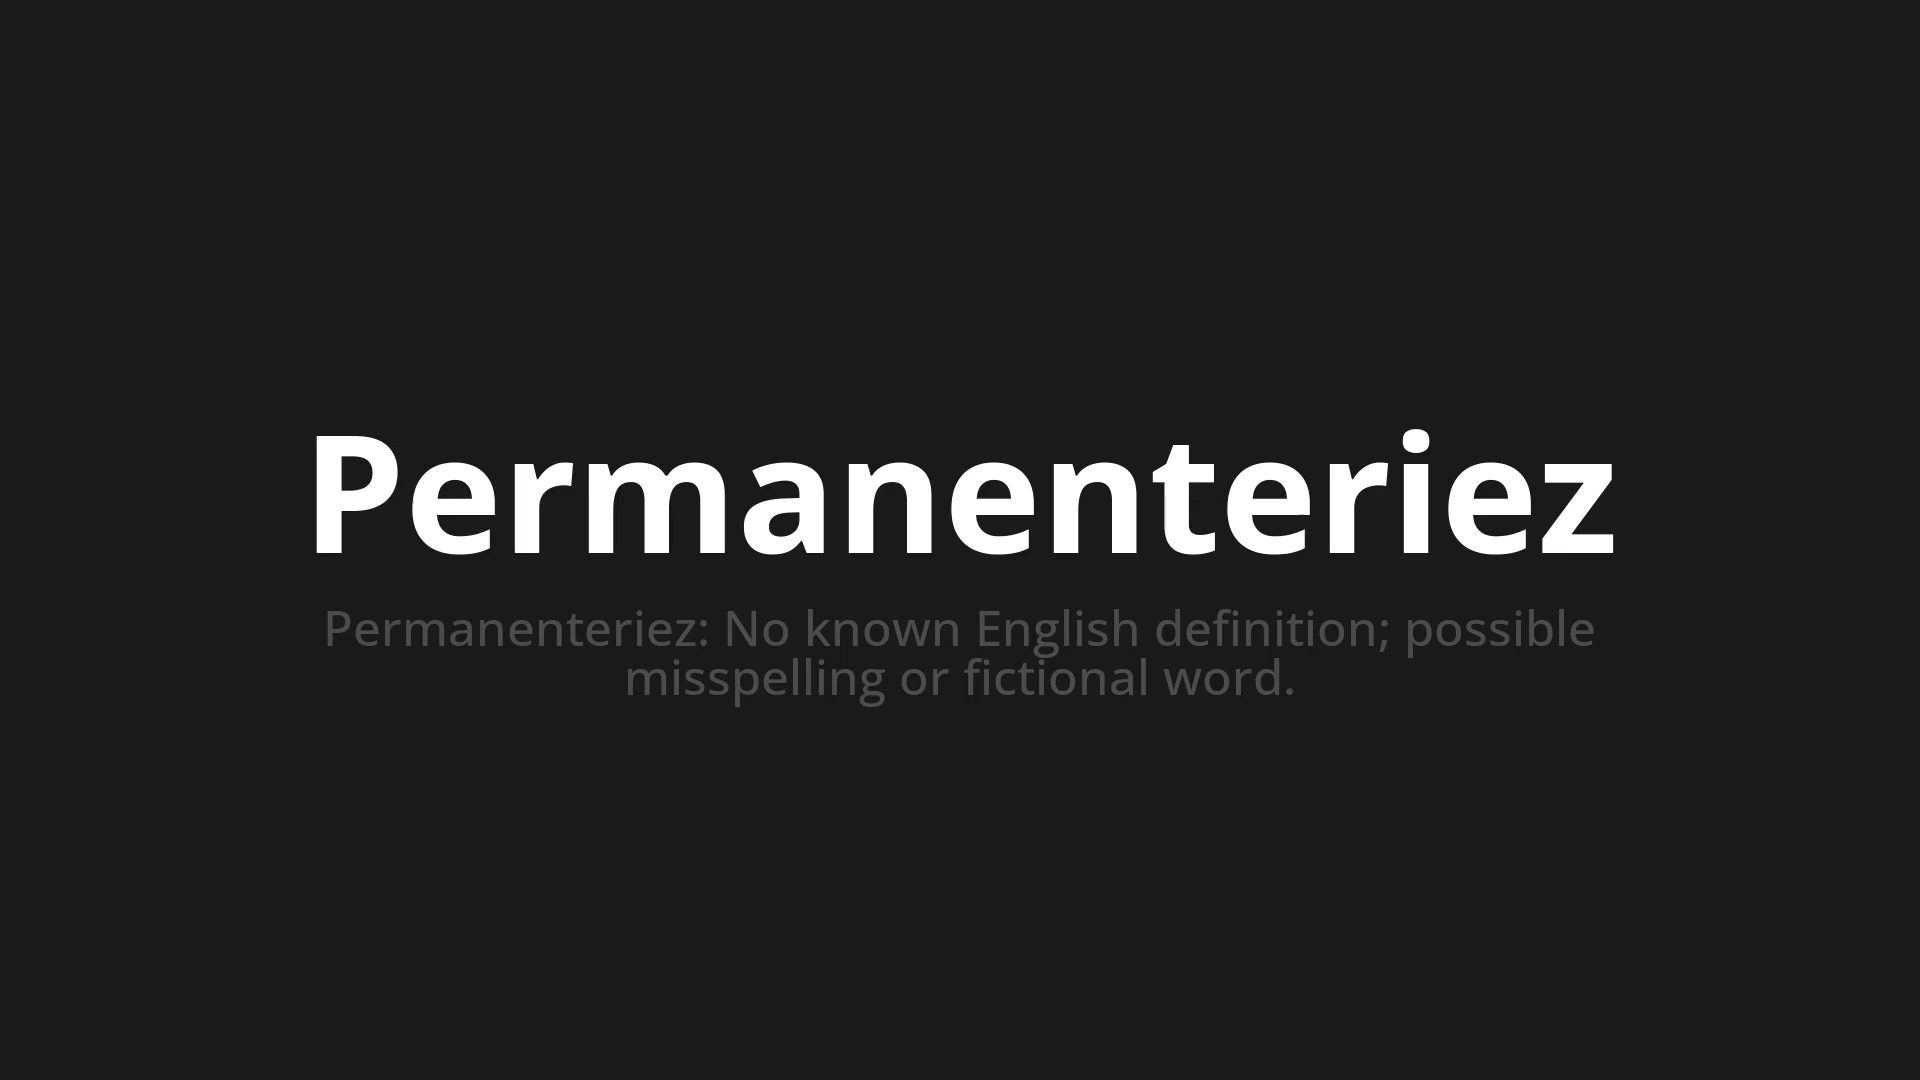 Permanenteriez
Permanenteriez: No known English definition; possible
misspelling or fictional word.